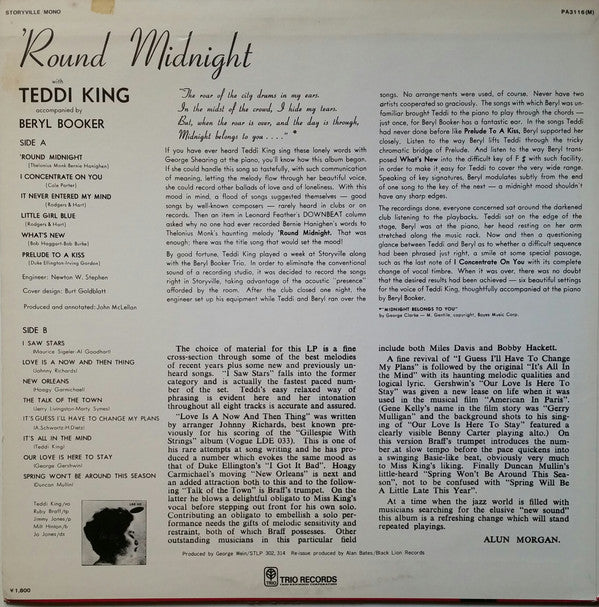 STORYVILLE/MONO
PA3116(M)
'Round Midnight
with
TEDDI KING
accompanied by
BERYL BOOKER
SIDE A
'ROUND MIDNIGHT
(Thelonius Monk-Bernie Hanighen)
I CONCENTRATE ON YOU
(Cole Porter)
IT NEVER ENTERED MY MIND
(Rodgers & Hart)
LITTLE GIRL BLUE
(Rodgers & Hart)
WHAT'S NEW
(Bob Haggart-Bob Burke)
PRELUDE TO A KISS
(Duke Ellington-Irving Gordon)
Engineer: Newton W. Stephen
Cover design: Burt Goldblatt
Produced and annotated: John McLellan
"The roar of the city drums in my ears.
In the midst of the crowd, I hide my tears.
But, when the roar is over, and the day is through,
Midnight belongs to you . . . ." *
If you have ever heard Teddi King sing these lonely words with
George Shearing at the piano, you'll know how this album began.
If she could handle this song so tastefully, with such communication
of meaning, letting the melody flow through her beautiful voice,
she could record other ballads of love and of loneliness. With this
mood in mind, a flood of songs suggested themselves — good
songs by well-known composers — rarely heard in clubs or on
records. Then an item in Leonard Feather's DOWNBEAT column
asked why no one had ever recorded Bernie Hanighen's words to
Thelonius Monk's haunting melody 'Round Midnight. That was
enough; there was the title song that would set the mood!
By good fortune, Teddi King played a week at Storyville along
with the Beryl Booker Trio. In order to eliminate the conventional
sound of a recording studio, it was decided to record the songs
right in Storyville, taking advantage of the acoustic "presence"
afforded by the room. After the club closed one night, the
engineer set up his equipment while Teddi and Beryl ran over the
songs. No arrangements were used, of course. Never have two
artists cooperated so graciously. The songs with which Beryl was un-
familiar brought Teddi to the piano to play through the chords —
just once, for Beryl Booker has a fantastic ear. In the songs Teddi
had never done before like Prelude To A Kiss, Beryl supported her
closely. Listen to the way Beryl lifts Teddi through the tricky
chromatic bridge of Prelude. And listen to the way Beryl trans-
posed What's New into the difficult key of F ♯ with such facility,
in order to make it easy for Teddi to cover the very wide range.
Speaking of key signatures, Beryl modulates subtly from the end
of one song to the key of the next — a midnight mood shouldn't
have any sharp edges.
The recordings done, everyone concerned sat around the darkened
club listening to the playbacks. Teddi sat on the edge of the
stage, Beryl was at the piano, her head resting on her arm
stretched along the music rack. Now and then a questioning
glance between Teddi and Beryl as to whether a difficult sequence
had been phrased just right, a smile at some special passage,
such as the last note of I Concentrate On You with its complete
change of vocal timbre. When it was over, there was no doubt
that the desired results had been achieved — six beautiful settings
for the voice of Teddi King, thoughtfully accompanied at the piano
by Beryl Booker.
*"MIDNIGHT BELONGS TO YOU"
by George Clarke — M. Gentile, copyright, Bayes Music Corp.
SIDE B
I SAW STARS
(Maurice Sigeler-Al Goodhart)
LOVE IS A NOW AND THEN THING
(Johnny Richards)
NEW ORLEANS
(Hoagy Garmichael)
THE TALK OF THE TOWN
(Jerry Livingston-Marty Symes)
IT'S GUESS I'LL HAVE TO CHANGE MY PLANS
(A.Schwartz-H.Dietz)
IT'S ALL IN THE MIND
(Teddi King)
OUR LOVE IS HERE TO STAY
(George Gershwin)
SPRING WON'T BE AROUND THIS SEASON
(Duncan Mullin)
Teddi King/vo
Ruby Braff/tp
Jimmy Jones/p
Milt Hinton/b
Jo Jones/ds
The choice of material for this LP is a fine
cross-section through some of the best melodies
of recent years plus some new and previously un-
heard songs. "I Saw Stars" falls into the former
category and is actually the fastest paced num-
ber of the set. Teddi's easy relaxed way of
phrasing is evident here and her intonation
throughout all eight tracks is accurate and assured.
"Love Is A Now And Then Thing" was written
by arranger Johnny Richards, best known pre-
viously for his scoring of the "Gillespie With
Strings" album (Vogue LDE 033). This is one of
his rare attempts at song writing and he has pro-
duced a number which evokes the same mood as
that of Duke Ellington's "I Got It Bad". Hoagy
Carmichael's moving "New Orleans" is next and
an added attraction both to this and to the follow-
ing "Talk of the Town" is Braff's trumpet. On the
latter he blows a delightful obligato to Miss King's
vocal before stepping out front for his own solo.
Contributing an obligato to embellish a solo per-
formance needs the gifts of melodic sensitivity and
restraint, both of which Braff possesses. Other
outstanding musicians in this particular field
include both Miles Davis and Bobby Hackett.
A fine revival of "I Guess I'll Have To Change
My Plans" is followed by the original "It's All In
the Mind" with its haunting melodic qualities and
logical lyric. Gershwin's "Our Love Is Here To
Stay" was given a new lease on life when it was
used in the musical film "American In Paris".
(Gene Kelly's name in the film story was "Gerry
Mulligan" and the background shots to his sing-
ing of "Our Love Is Here To Stay" featured a
clearly visible Benny Carter playing alto.) On
this version Braff's trumpet introduces the num-
ber at slow tempo before the pace quickens into
a swinging Basie-like beat, obviously very much
to Miss King's liking. Finally Duncan Mullin's
little-heard "Spring Won't Be Around This Sea-
son", not to be confused with "Spring Will Be
A Little Late This Year".
At a time when the jazz world is filled with
musicians searching for the elusive "new sound"
this album is a refreshing change which will stand
repeated playings.
ALUN MORGAN.
Produced by George Wein/STLP 302, 314 Re-issue produced by Alan Bates/Black Lion Records
TRIO RECORDS
¥1,800